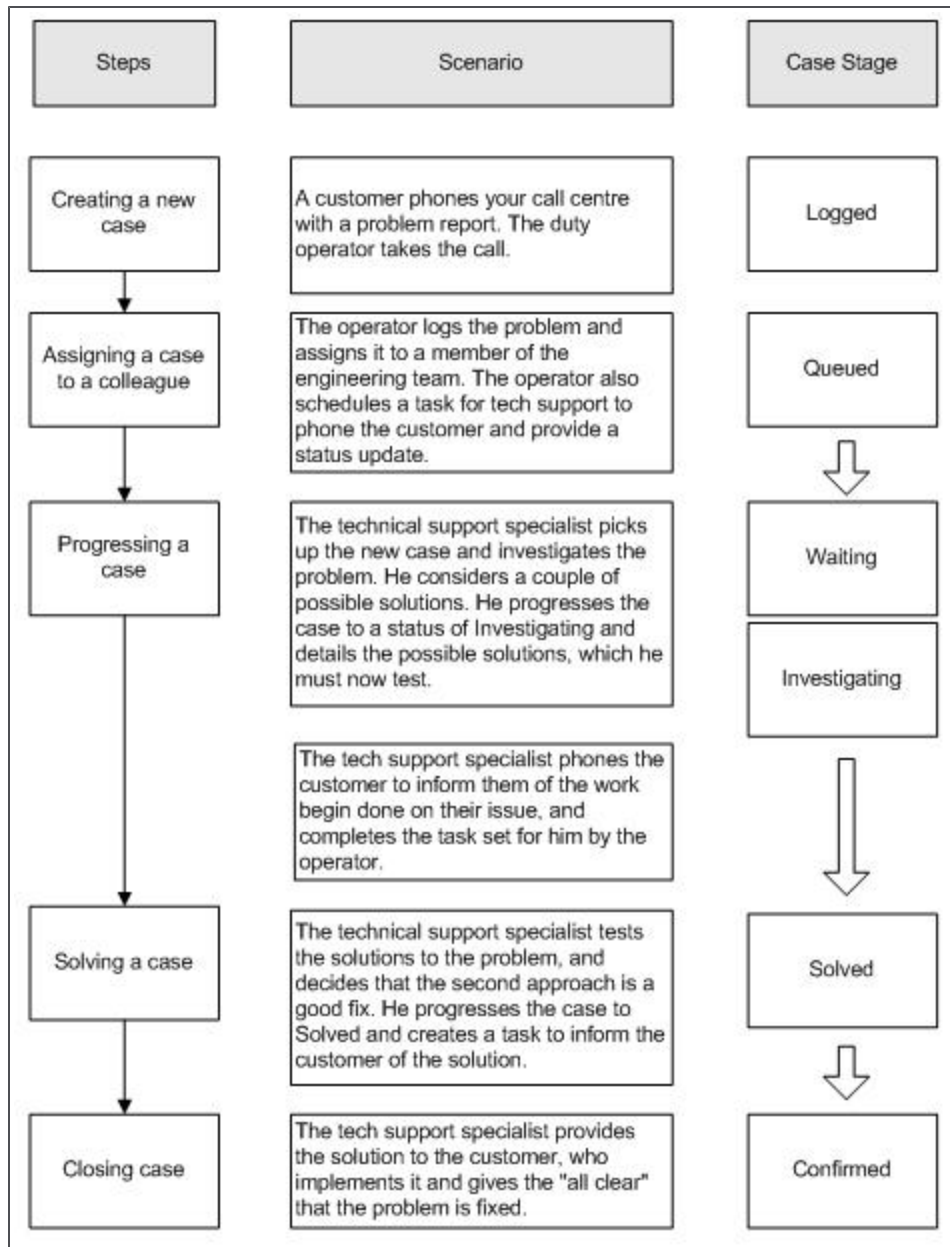 Steps
Scenario
Case Stage
Creating a new
case
A customer phones your call centre
with a problem report. The duty
operator takes the call.
Logged
Assigning a case
to a colleague
The operator logs the problem and
assigns it to a member of the
engineering team. The operator also
schedules a task for tech support to
phone the customer and provide a
status update.
Queued
Progressing a
case
The technical support specialist picks
up the new case and investigates the
problem. He considers a couple of
possible solutions. He progresses the
case to a status of Investigating and
details the possible solutions, which he
must now test.
Waiting
Investigating
The tech support specialist phones the
customer to inform them of the work
begin done on their issue, and
completes the task set for him by the
operator.
Solving a case
The technical support specialist tests
the solutions to the problem, and
decides that the second approach is a
good fix. He progresses the case to
Solved and creates a task to inform the
customer of the solution.
Solved
Closing case
The tech support specialist provides
the solution to the customer, who
implements it and gives the "all clear"
that the problem is fixed.
Confirmed